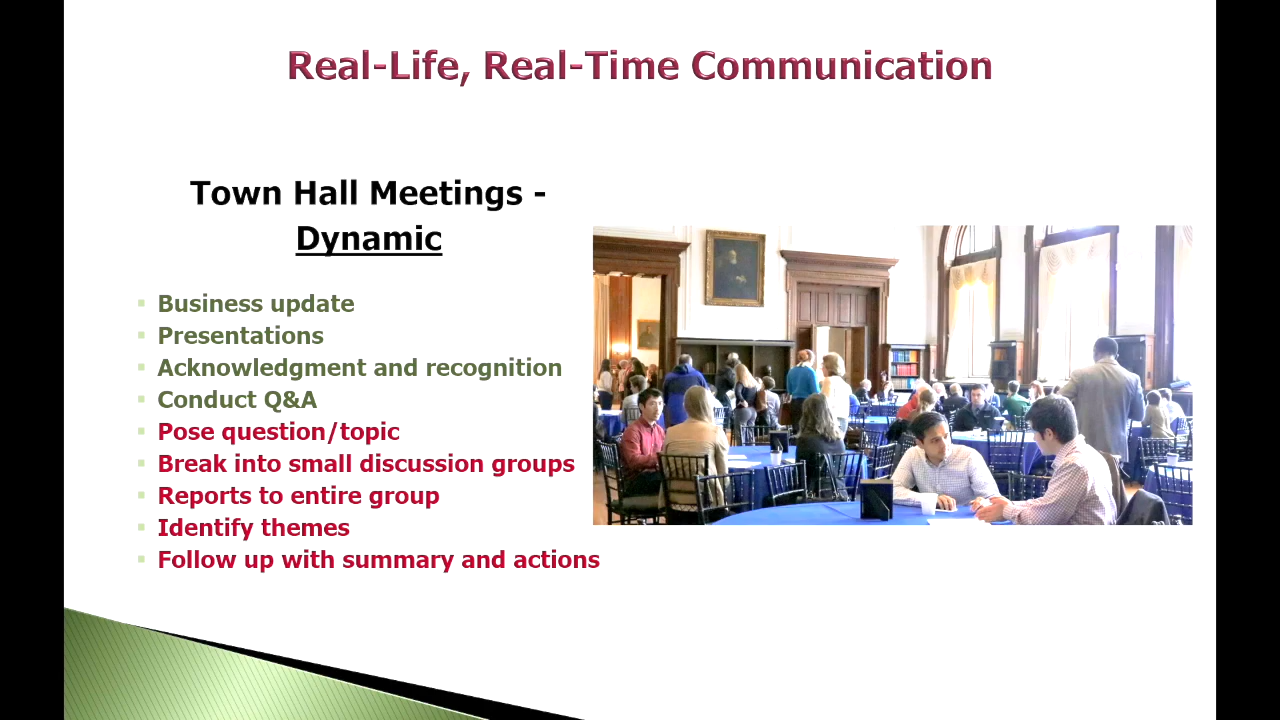 Real-Life, Real-Time Communication
Town Hall Meetings -
Dynamic
Business update
Presentations
Acknowledgment and recognition
Conduct Q&A
Pose question/topic
Break into small discussion groups
Reports to entire group
Identify themes
Follow up with summary and actions